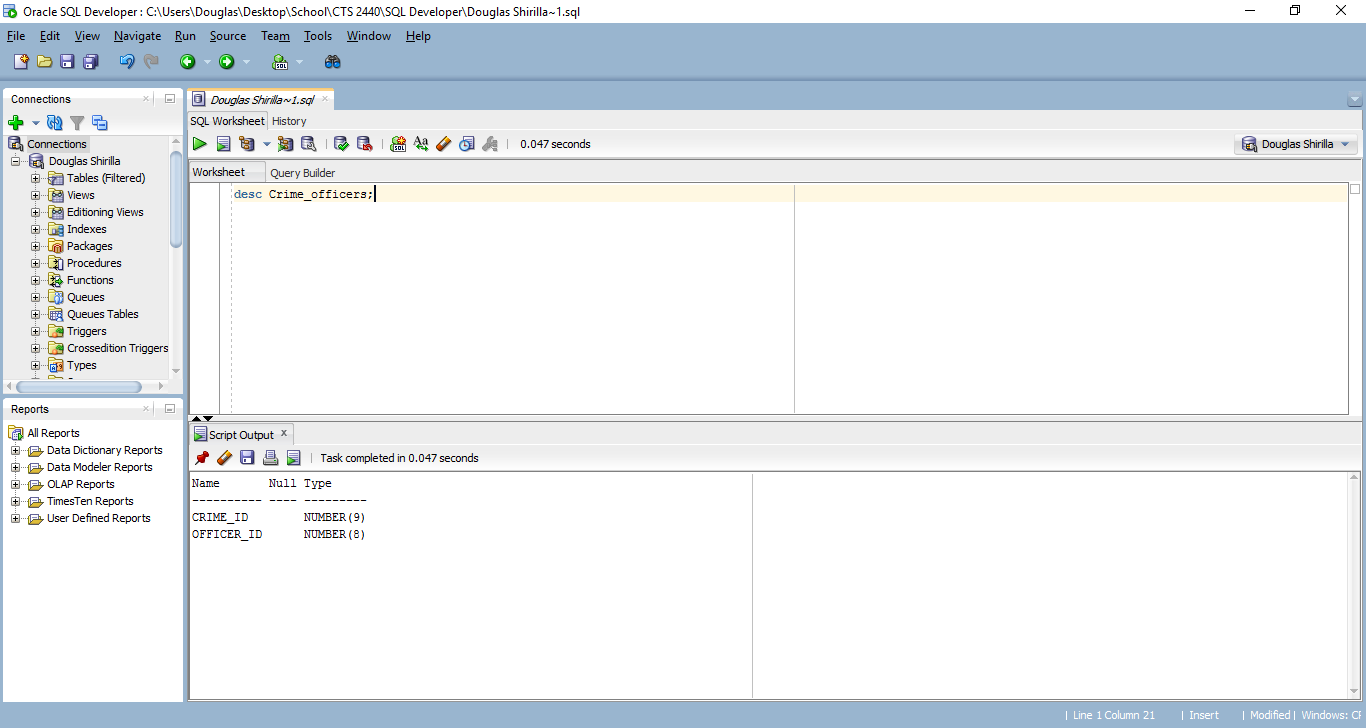 Oracle SQL Developer : C:\Users\Douglas\Desktop\School\CTS 2440\SQL Developer\Douglas Shirilla~1.sql
File Edit View Navigate Run Source Team Tools Window Help
Connections
Connections
Douglas Shirilla
Tables (Filtered)
Views
Editioning Views
Indexes
Packages
Procedures
Functions
Queues
Queues Tables
Triggers
Crossedition Triggers
Types
Reports
All Reports
Data Dictionary Reports
Data Modeler Reports
OLAP Reports
TimesTen Reports
User Defined Reports
Douglas Shirilla~1.sql
SQL Worksheet History
0.047 seconds
Douglas Shirilla
Worksheet Query Builder
desc Crime_officers;
Script Output x
Task completed in 0.047 seconds
Name Null Type
---------- ---- ---------
CRIME_ID NUMBER(9)
OFFICER_ID NUMBER(8)
| Line 1 Column 21 | Insert | Modified | Windows: CF